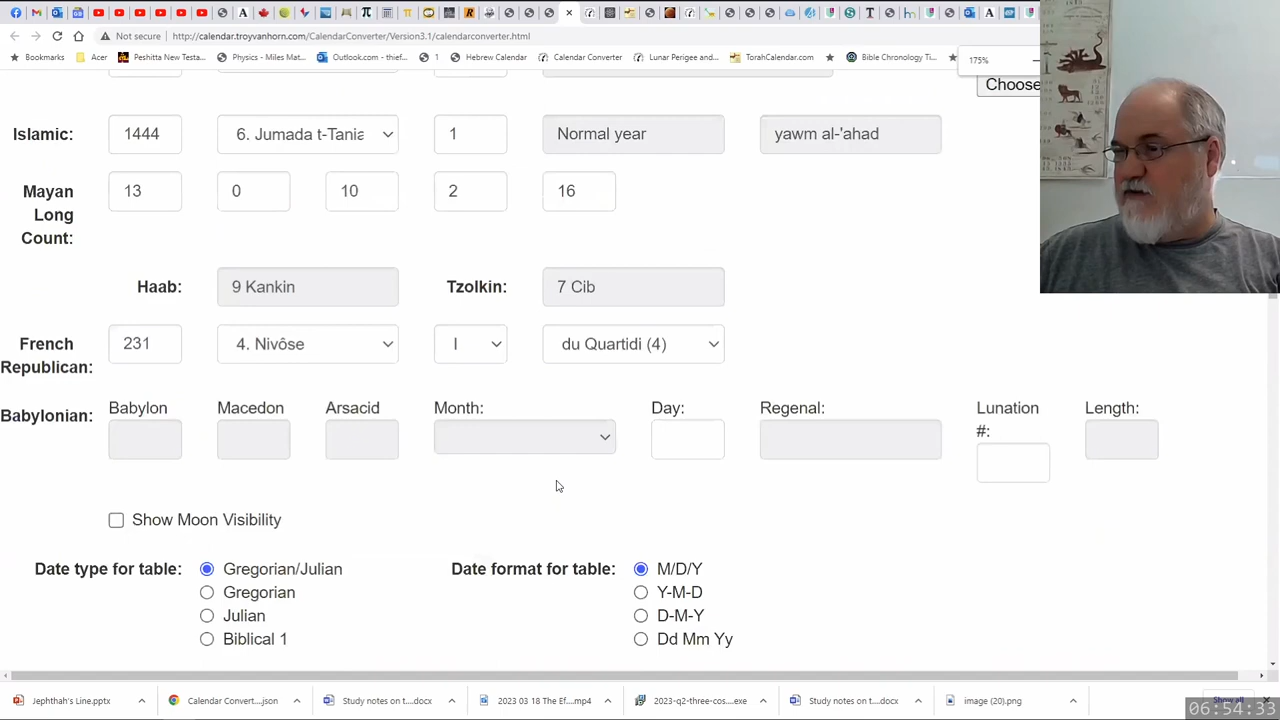 Not secure http://calendar.troyvanhorn.com/CalendarConverter/Version3.1/calendarconverter.html
Bookmarks Acer Peshitta New Testa... Physics - Miles Mat... Outlook.com - thief... 1 Hebrew Calendar Calendar Converter Lunar Perigee and... TorahCalendar.com Bible Chronology Ti...
175%
Choose
Islamic: 1444 6. Jumada t-Tania 1 Normal year yawm al-'ahad
Mayan Long Count: 13 0 10 2 16
Haab: 9 Kankin Tzolkin: 7 Cib
French Republican: 231 4. Nivôse I du Quartidi (4)
Babylonian: Babylon Macedon Arsacid Month: Day: Regenal: Lunation #: Length:
Show Moon Visibility
Date type for table: Gregorian/Julian Date format for table: M/D/Y
Gregorian Y-M-D
Julian D-M-Y
Biblical 1 Dd Mm Yy
Jephthah's Line.pptx Calendar Convert....json Study notes on t....docx 2023 ....mp4 2023-q2-three-cos....exe Study notes on t....docx image (20).png Show all
06:54:33